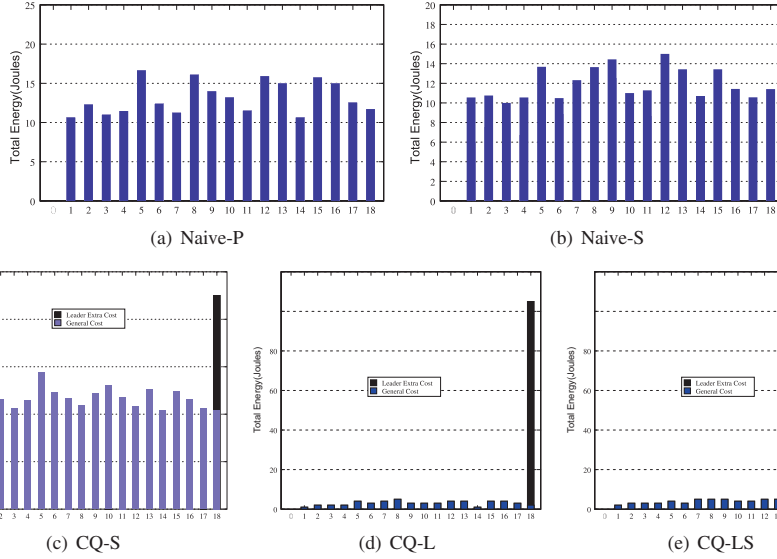 25
20
15
10
5
0
Total Energy(Joules)
0 1 2 3 4 5 6 7 8 9 10 11 12 13 14 15 16 17 18
(a) Naive-P
20
18
16
14
12
10
8
6
4
2
0
Total Energy(Joules)
0 1 2 3 4 5 6 7 8 9 10 11 12 13 14 15 16 17 18
(b) Naive-S
Leader Extra Cost
General Cost
2 3 4 5 6 7 8 9 10 11 12 13 14 15 16 17 18
(c) CQ-S
80
60
40
20
0
Total Energy(Joules)
Leader Extra Cost
General Cost
0 1 2 3 4 5 6 7 8 9 10 11 12 13 14 15 16 17 18
(d) CQ-L
80
60
40
20
0
Total Energy(Joules)
Leader Extra Cost
General Cost
0 1 2 3 4 5 6 7 8 9 10 11 12
(e) CQ-LS